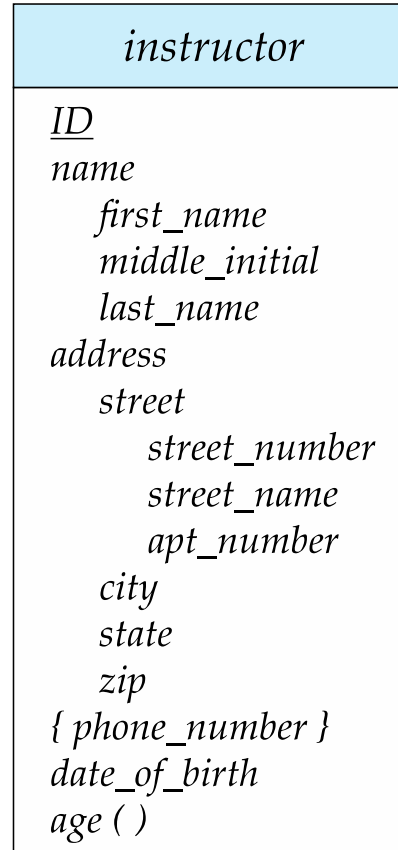 instructor
ID
name
first_name
middle_initial
last_name
address
street
street_number
street_name
apt_number
city
state
zip
{ phone_number }
date_of_birth
age ( )